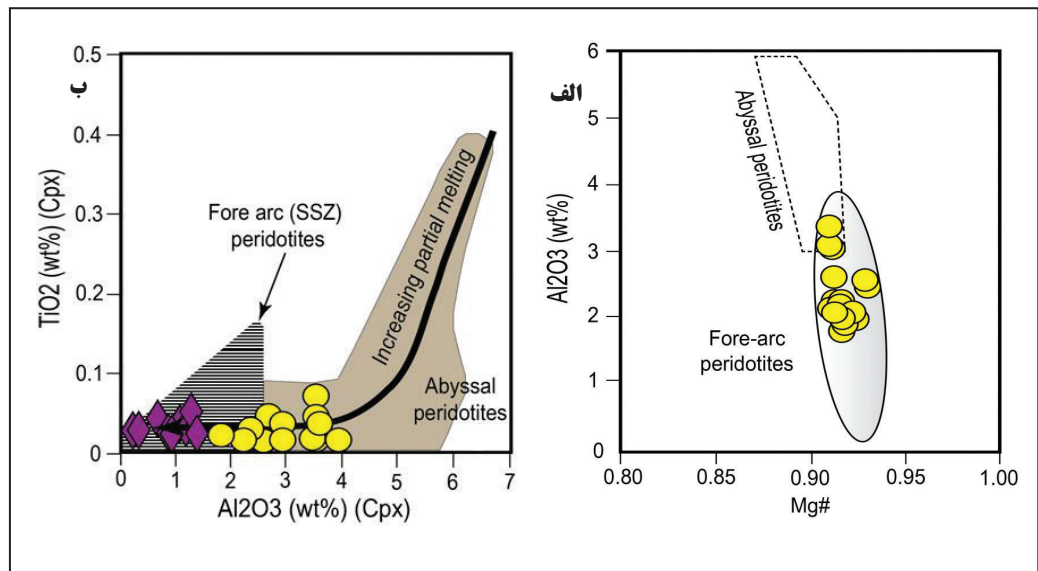 ب
TiO2 (wt%) (Cpx)
0.5
0.4
0.3
0.2
0.1
0
Fore arc (SSZ)
peridotites
Increasing partial melting
Abyssal
peridotites
0 1 2 3 4 5 6 7
Al2O3 (wt%) (Cpx)
الف
Al2O3 (wt%)
6
5
4
3
2
1
0
Abyssal peridotites
Fore-arc
peridotites
0.80 0.85 0.90 0.95 1.00
Mg#